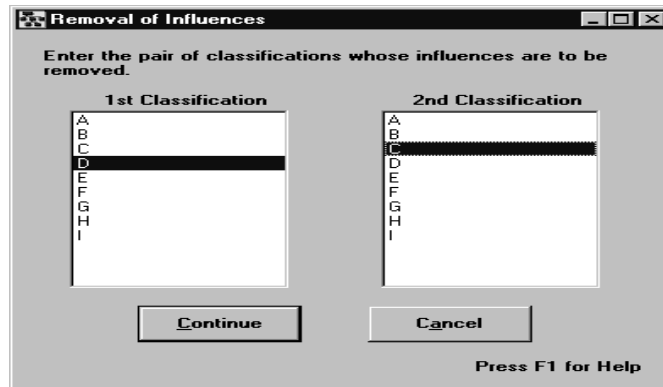 Removal of Influences
Enter the pair of classifications whose influences are to be
removed.
1st Classification
A
B
C
D
E
F
G
H
I
2nd Classification
A
B
C
D
E
F
G
H
I
Continue
Cancel
Press F1 for Help